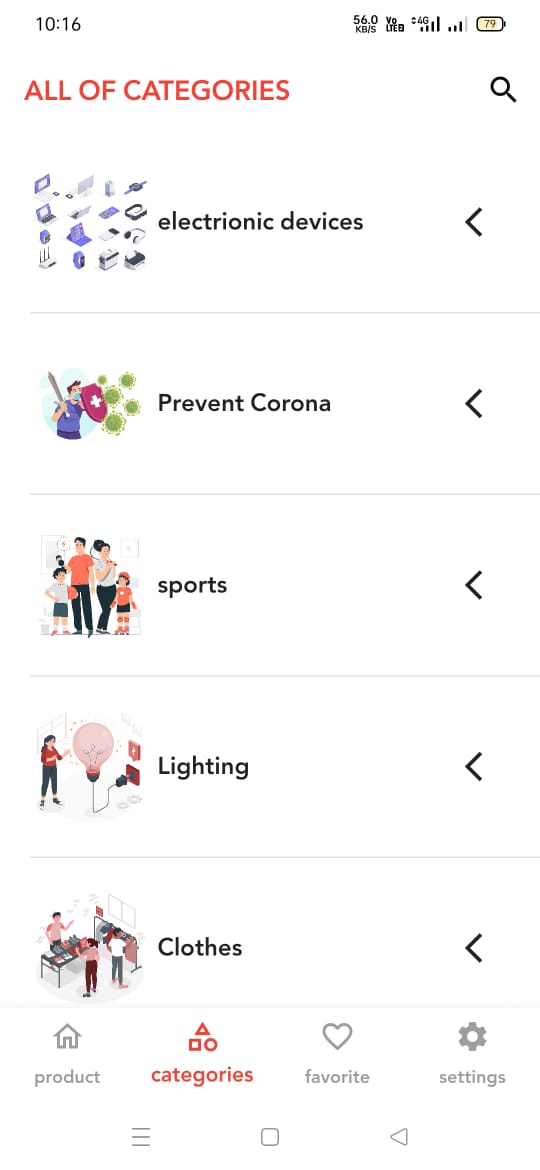 10:16
56.0 KB/S Vo LTE2 4G 79
ALL OF CATEGORIES
electrionic devices
Prevent Corona
sports
Lighting
Clothes
product categories favorite settings